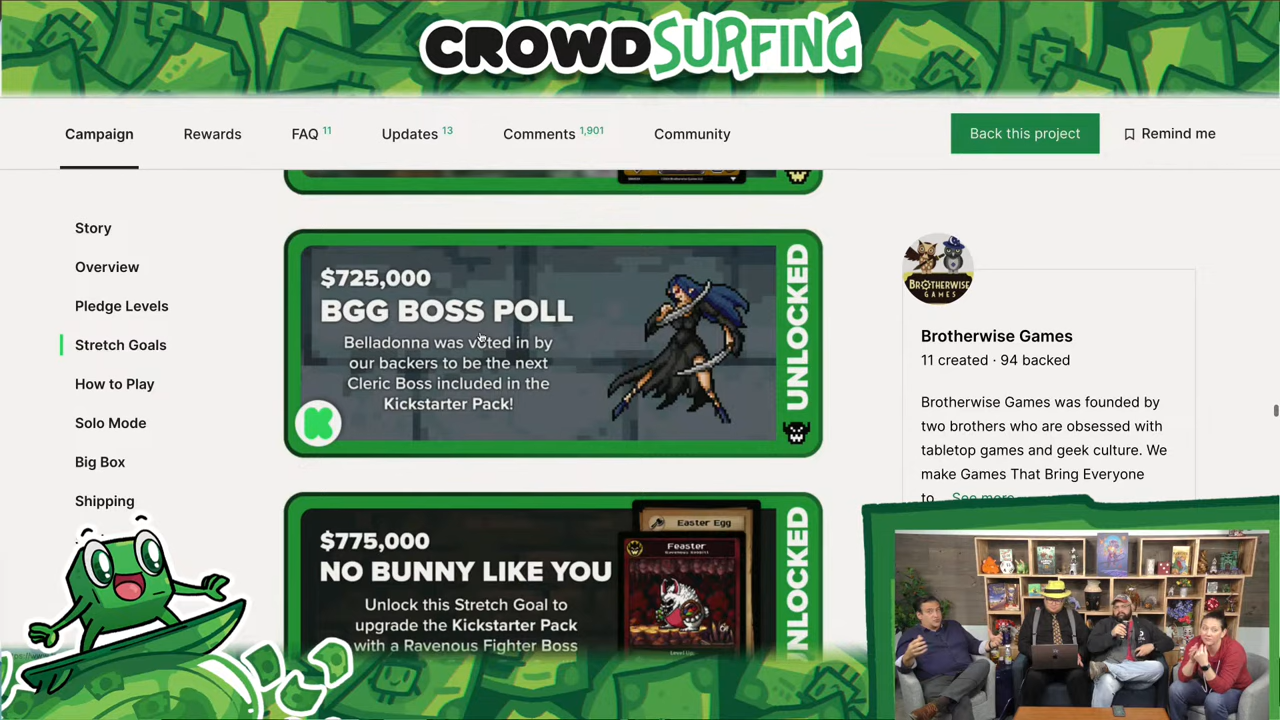 CROWDSURFING
Campaign
Rewards
FAQ 11
Updates 13
Comments 1,901
Community
Back this project
Remind me
Story
Overview
Pledge Levels
Stretch Goals
How to Play
Solo Mode
Big Box
Shipping
$725,000
BGG BOSS POLL
Belladonna was voted in by
our backers to be the next
Cleric Boss included in the
Kickstarter Pack!
UNLOCKED
$775,000
NO BUNNY LIKE YOU
Unlock this Stretch Goal to
upgrade the Kickstarter Pack
with a Ravenous Fighter Boss
Easter Egg
Feaster
UNLOCKED
BROTHERWISE
GAMES
Brotherwise Games
11 created · 94 backed
Brotherwise Games was founded by
two brothers who are obsessed with
tabletop games and geek culture. We
make Games That Bring Everyone
to... See more